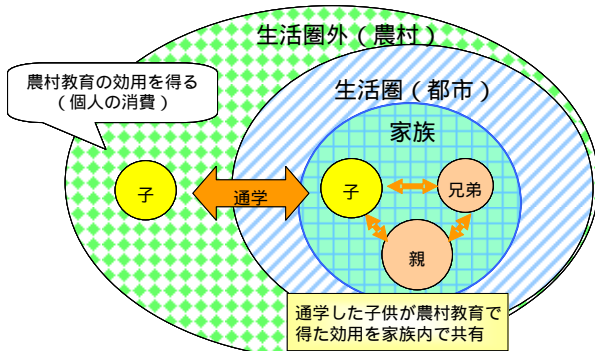 生活圏外（農村）
生活圏（都市）
農村教育の効用を得る
（個人の消費）
家族
子
通学
子
兄弟
親
通学した子供が農村教育で
得た効用を家族内で共有